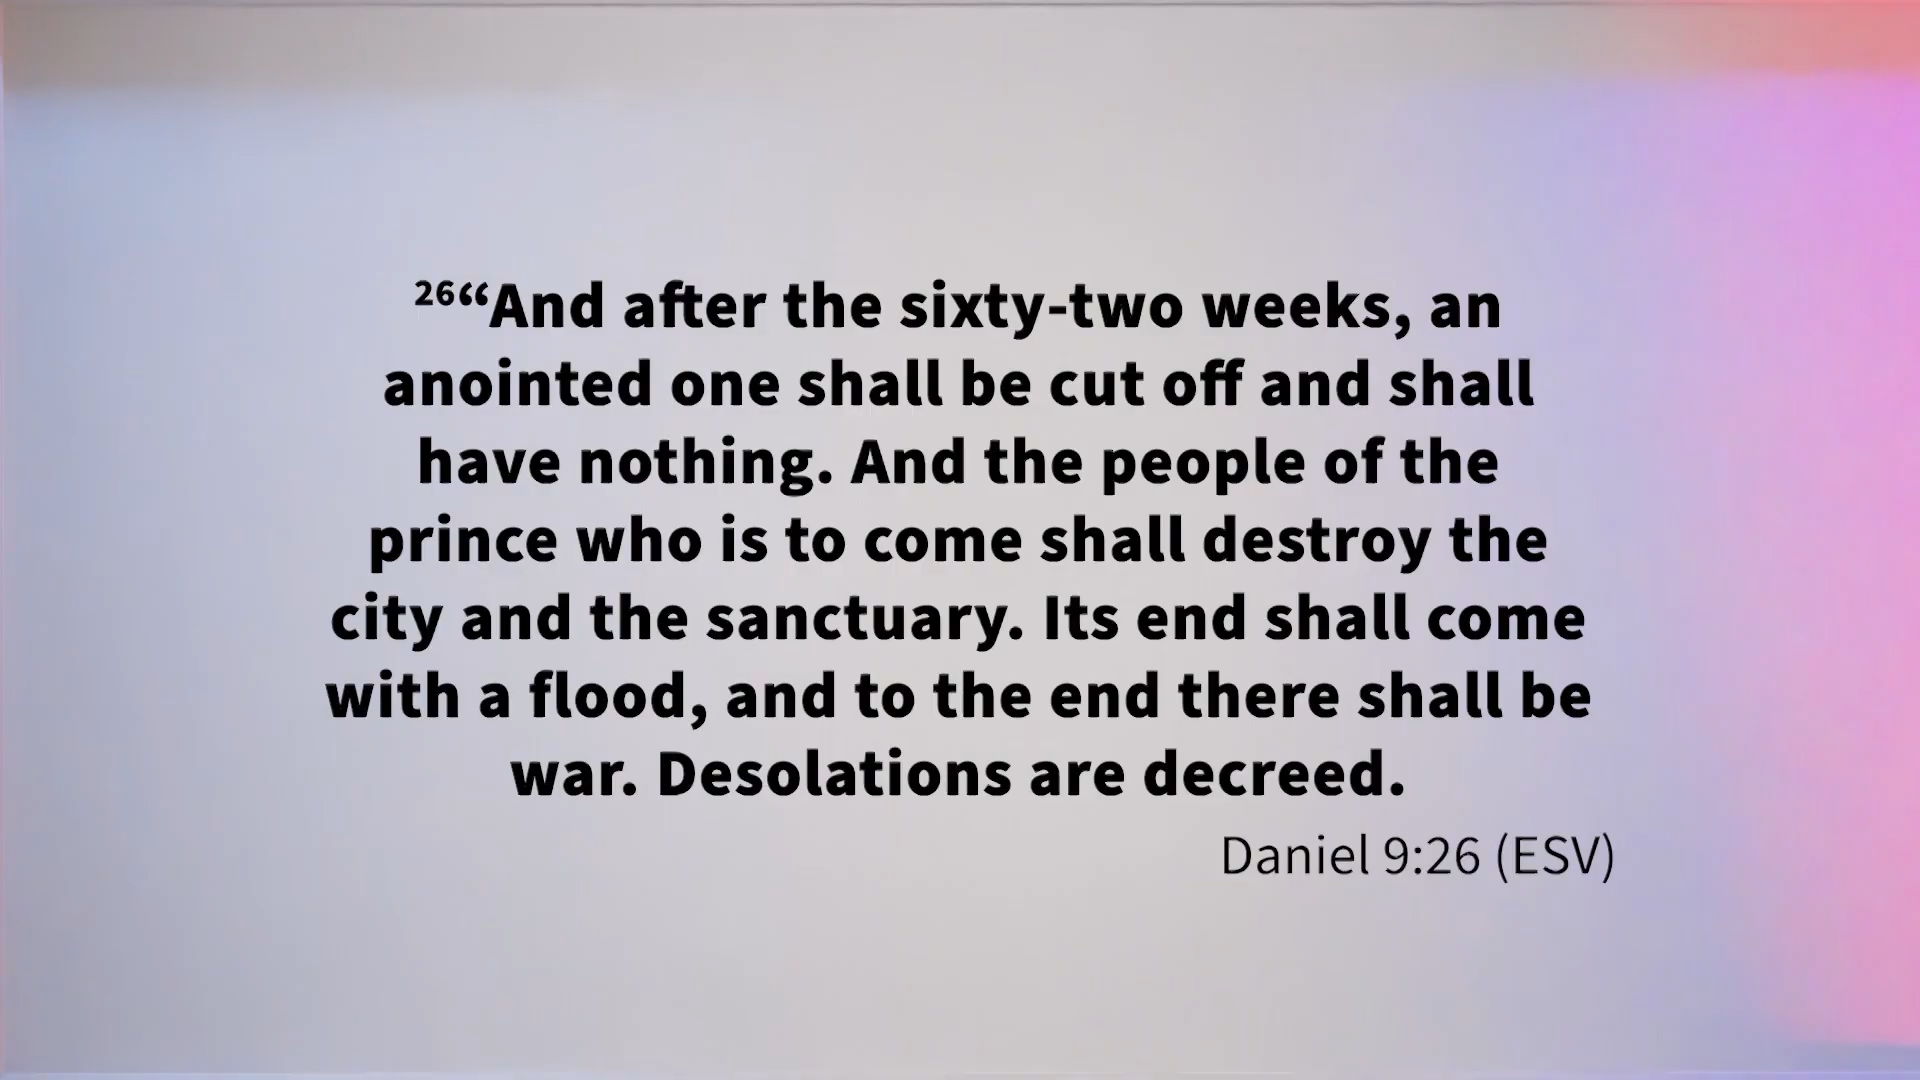 26“And after the sixty-two weeks, an
anointed one shall be cut off and shall
have nothing. And the people of the
prince who is to come shall destroy the
city and the sanctuary. Its end shall come
with a flood, and to the end there shall be
war. Desolations are decreed.
Daniel 9:26 (ESV)